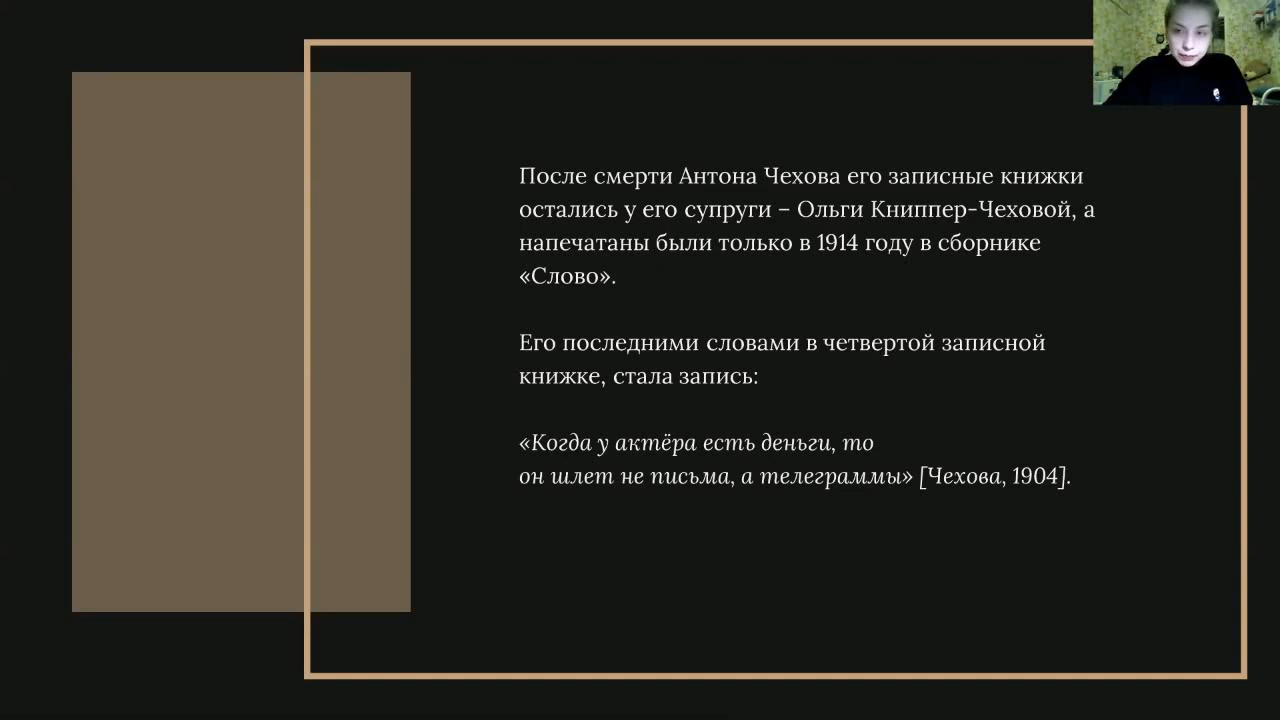 После смерти Антона Чехова его записные книжки
остались у его супруги – Ольги Книппер-Чеховой, а
напечатаны были только в 1914 году в сборнике
«Слово».
Его последними словами в четвертой записной
книжке, стала запись:
«Когда у актёра есть деньги, то
он шлет не письма, а телеграммы» [Чехова, 1904].